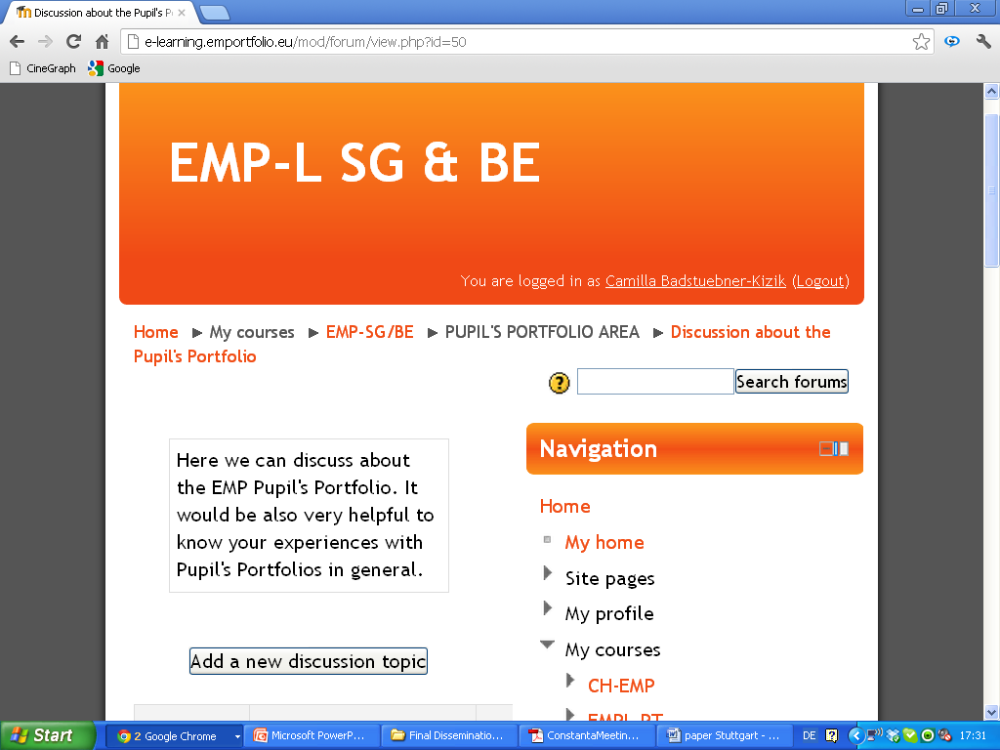 Discussion about the Pupil's P
e-learning.emportfolio.eu/mod/forum/view.php?id=50
CineGraph Google
EMP-L SG & BE
You are logged in as Camilla Badstuebner-Kizik (Logout)
Home ► My courses ► EMP-SG/BE ► PUPIL'S PORTFOLIO AREA ► Discussion about the
Pupil's Portfolio
? Search forums
Navigation
Here we can discuss about
the EMP Pupil's Portfolio. It
would be also very helpful to
know your experiences with
Pupil's Portfolios in general.
Add a new discussion topic
Home
My home
Site pages
My profile
My courses
CH-EMP
EMPL-PT
Start 2 Google Chrome Microsoft PowerP... Final Disseminatio... ConstantaMeetin... paper Stuttgart - ... DE ? 17:31